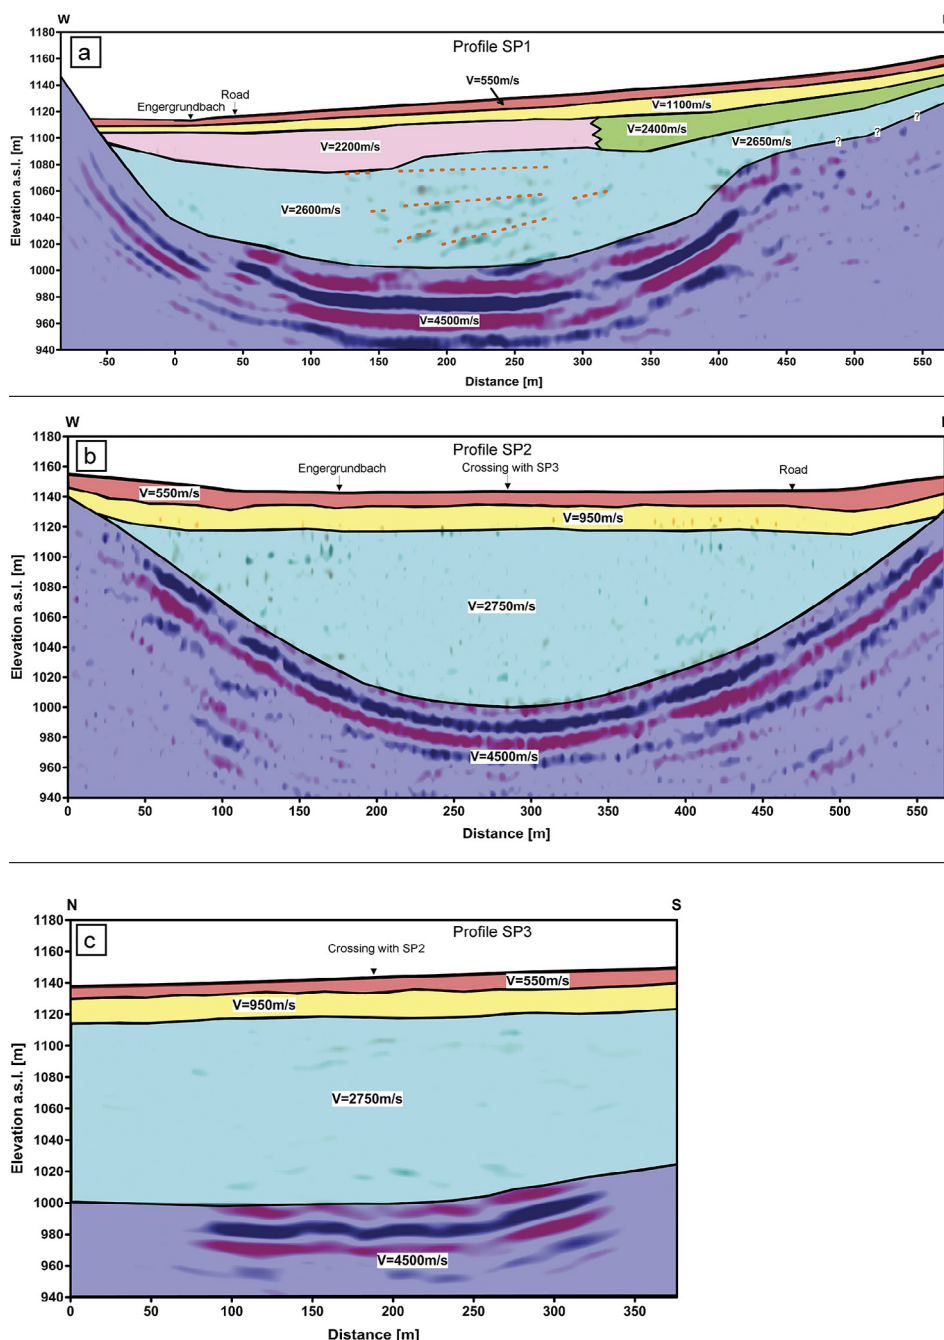 W
a
Profile SP1
1180
1160
1140
1120
1100
1080
1060
1040
1020
1000
980
960
940
Elevation a.s.l. [m]
Engergrundbach
Road
V=550m/s
V=1100m/s
V=2200m/s
V=2400m/s
V=2650m/s
? ? ?
V=2600m/s
V=4500m/s
-50 0 50 100 150 200 250 300 350 400 450 500 550
Distance [m]
W
b
Profile SP2
1180
1160
1140
1120
1100
1080
1060
1040
1020
1000
980
960
940
Elevation a.s.l. [m]
Engergrundbach
Crossing with SP3
Road
V=550m/s
V=950m/s
V=2750m/s
V=4500m/s
0 50 100 150 200 250 300 350 400 450 500 550
Distance [m]
N
S
c
Profile SP3
1180
1160
1140
1120
1100
1080
1060
1040
1020
1000
980
960
940
Elevation a.s.l. [m]
Crossing with SP2
V=550m/s
V=950m/s
V=2750m/s
V=4500m/s
0 50 100 150 200 250 300 350
Distance [m]